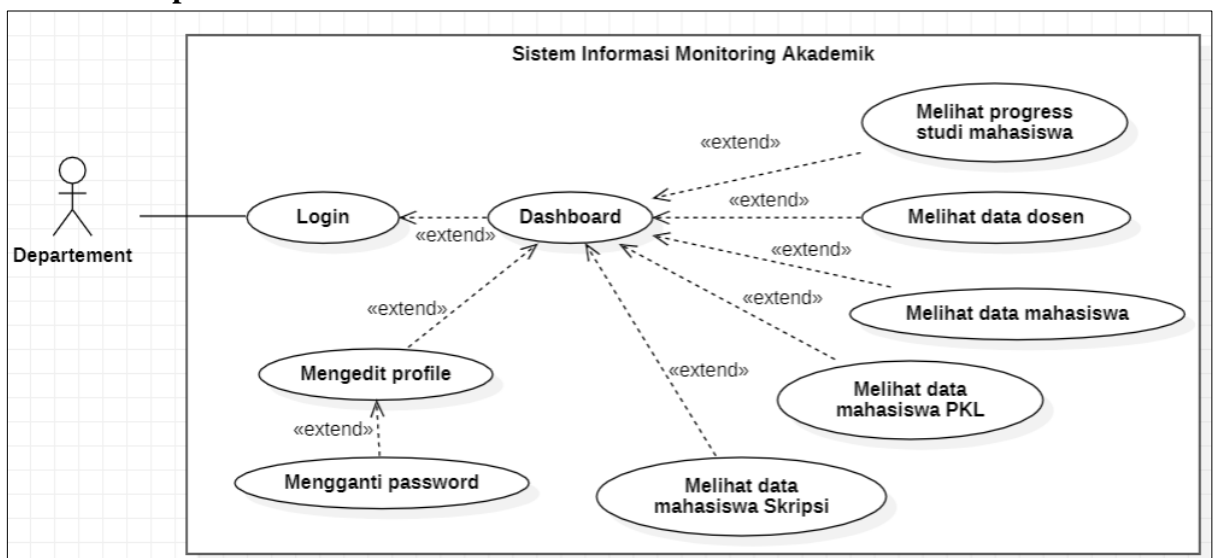 Sistem Informasi Monitoring Akademik
Melihat progress
studi mahasiswa
«extend»
Departement
Login
«extend»
Dashboard
«extend»
Melihat data dosen
«extend»
Melihat data mahasiswa
«extend»
Mengedit profile
«extend»
Melihat data
mahasiswa PKL
«extend»
Melihat data
mahasiswa Skripsi
«extend»
Mengganti password
«extend»